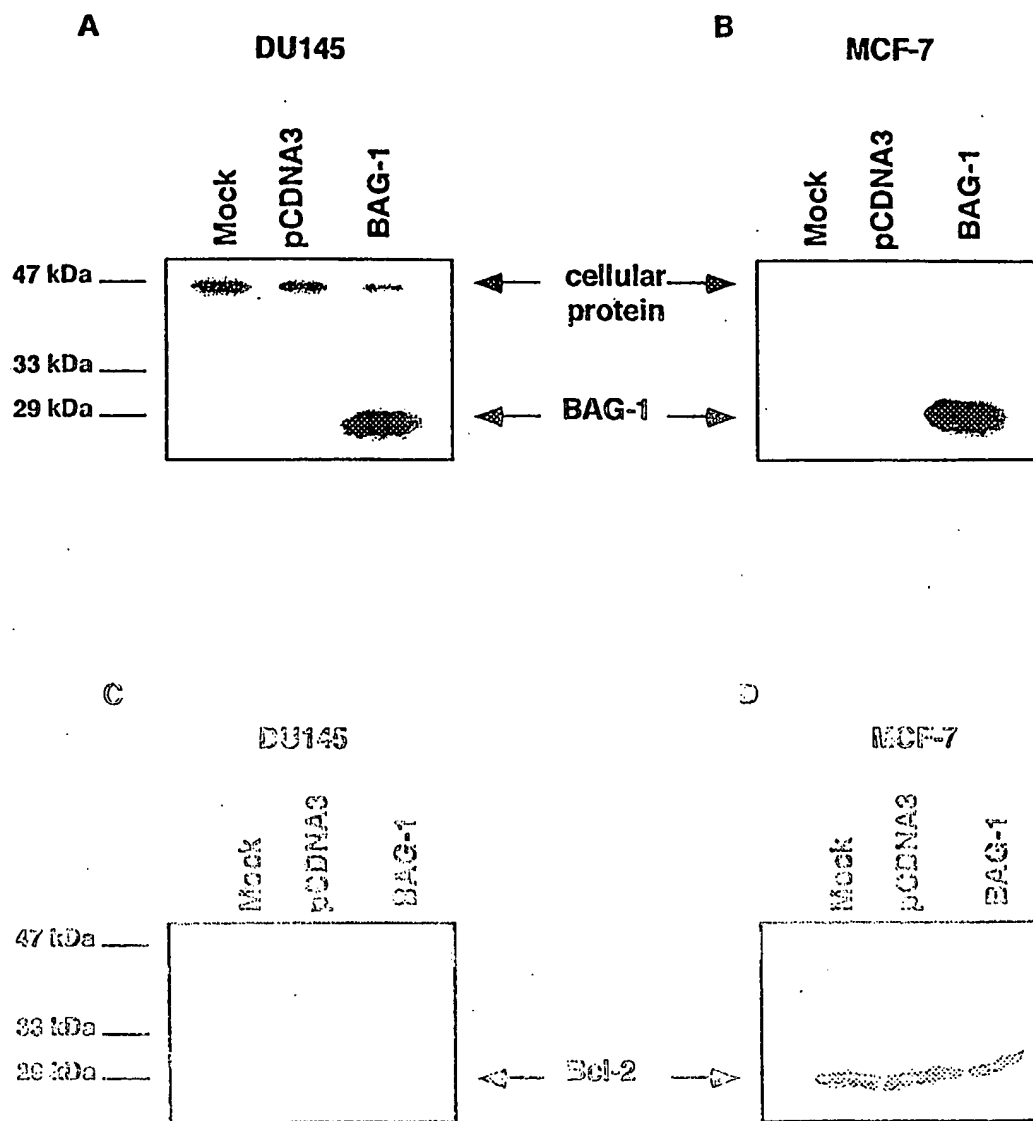 A
DU145
Mock
pCDNA3
BAG-1
47 kDa
33 kDa
29 kDa
cellular
protein
BAG-1
B
MCF-7
Mock
pCDNA3
BAG-1
C
DU145
Mock
pCDNA3
BAG-1
47 kDa
33 kDa
29 kDa
Bcl-2
D
MCF-7
Mock
pCDNA3
BAG-1